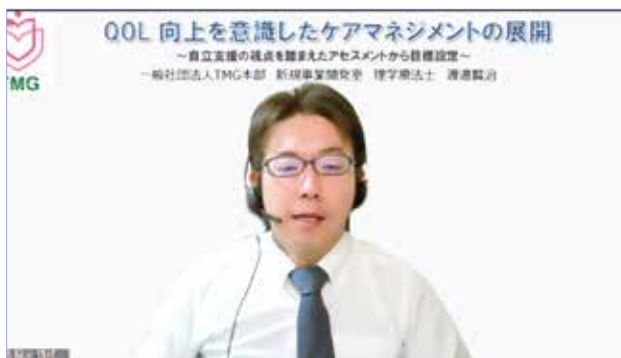 QOL 向上を意識したケアマネジメントの展開
～自立支援の視点を踏まえたアセスメントから目標設定～
一般社団法人TMG本部 新規事業開発室 理学療法士
TMG